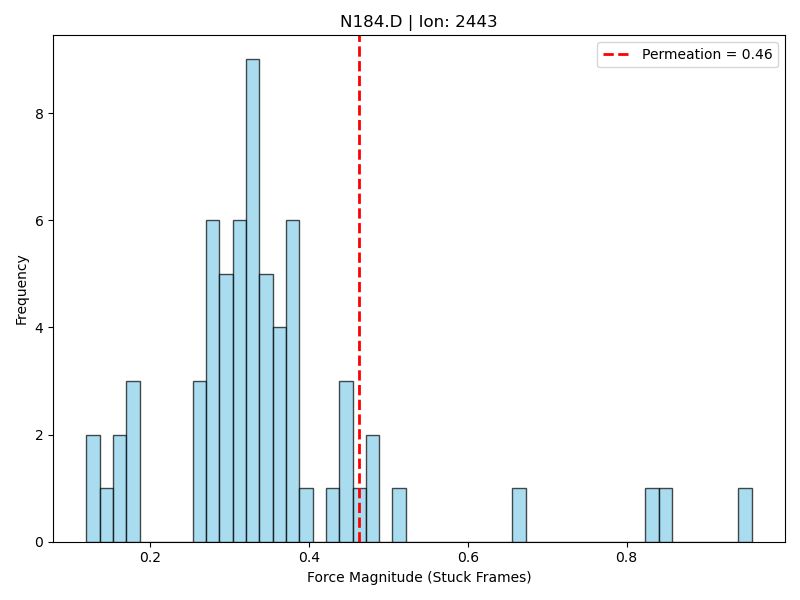 N184.D | Ion: 2443
Permeation = 0.46
Frequency
8
6
4
2
0
0.2 0.4 0.6 0.8
Force Magnitude (Stuck Frames)